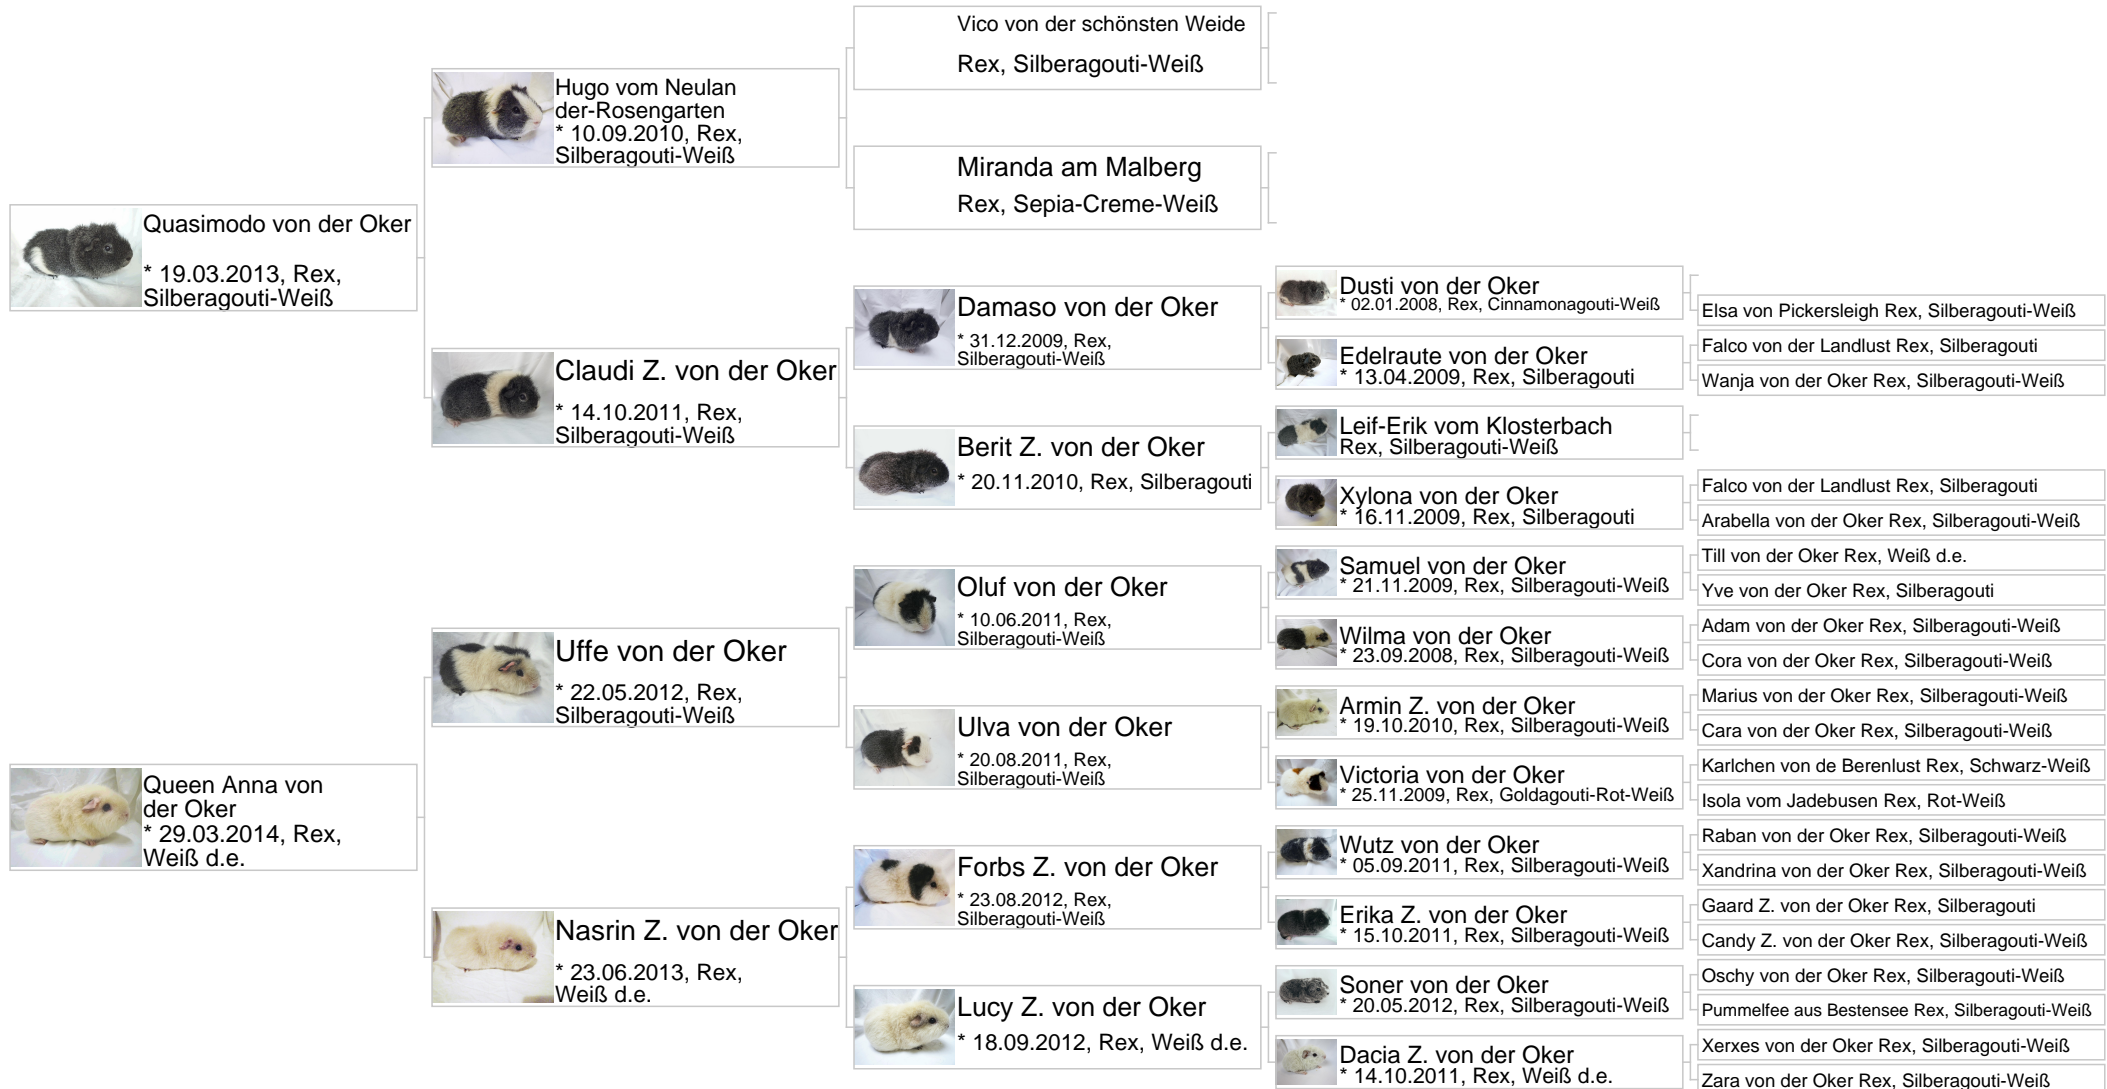 Quasimodo von der Oker
* 19.03.2013, Rex,
Silberagouti-Weiß
Queen Anna von
der Oker
* 29.03.2014, Rex,
Weiß d.e.
Hugo vom Neulan
der-Rosengarten
* 10.09.2010, Rex,
Silberagouti-Weiß
Claudi Z. von der Oker
* 14.10.2011, Rex,
Silberagouti-Weiß
Uffe von der Oker
* 22.05.2012, Rex,
Silberagouti-Weiß
Nasrin Z. von der Oker
* 23.06.2013, Rex,
Weiß d.e.
Vico von der schönsten Weide
Rex, Silberagouti-Weiß
Miranda am Malberg
Rex, Sepia-Creme-Weiß
Damaso von der Oker
* 31.12.2009, Rex,
Silberagouti-Weiß
Berit Z. von der Oker
* 20.11.2010, Rex, Silberagouti
Oluf von der Oker
* 10.06.2011, Rex,
Silberagouti-Weiß
Ulva von der Oker
* 20.08.2011, Rex,
Silberagouti-Weiß
Forbs Z. von der Oker
* 23.08.2012, Rex,
Silberagouti-Weiß
Lucy Z. von der Oker
* 18.09.2012, Rex, Weiß d.e.
Dusti von der Oker
* 02.01.2008, Rex, Cinnamonagouti-Weiß
Edelraute von der Oker
* 13.04.2009, Rex, Silberagouti
Leif-Erik vom Klosterbach
Rex, Silberagouti-Weiß
Xylona von der Oker
* 16.11.2009, Rex, Silberagouti
Samuel von der Oker
* 21.11.2009, Rex, Silberagouti-Weiß
Wilma von der Oker
* 23.09.2008, Rex, Silberagouti-Weiß
Armin Z. von der Oker
* 19.10.2010, Rex, Silberagouti-Weiß
Victoria von der Oker
* 25.11.2009, Rex, Goldagouti-Rot-Weiß
Wutz von der Oker
* 05.09.2011, Rex, Silberagouti-Weiß
Erika Z. von der Oker
* 15.10.2011, Rex, Silberagouti-Weiß
Soner von der Oker
* 20.05.2012, Rex, Silberagouti-Weiß
Dacia Z. von der Oker
* 14.10.2011, Rex, Weiß d.e.
Elsa von Pickersleigh Rex, Silberagouti-Weiß
Falco von der Landlust Rex, Silberagouti
Wanja von der Oker Rex, Silberagouti-Weiß
Falco von der Landlust Rex, Silberagouti
Arabella von der Oker Rex, Silberagouti-Weiß
Till von der Oker Rex, Weiß d.e.
Yve von der Oker Rex, Silberagouti
Adam von der Oker Rex, Silberagouti-Weiß
Cora von der Oker Rex, Silberagouti-Weiß
Marius von der Oker Rex, Silberagouti-Weiß
Cara von der Oker Rex, Silberagouti-Weiß
Karlchen von de Berenlust Rex, Schwarz-Weiß
Isola vom Jadebusen Rex, Rot-Weiß
Raban von der Oker Rex, Silberagouti-Weiß
Xandrina von der Oker Rex, Silberagouti-Weiß
Gaard Z. von der Oker Rex, Silberagouti
Candy Z. von der Oker Rex, Silberagouti-Weiß
Oschy von der Oker Rex, Silberagouti-Weiß
Pummelfee aus Bestensee Rex, Silberagouti-Weiß
Xerxes von der Oker Rex, Silberagouti-Weiß
Zara von der Oker Rex, Silberagouti-Weiß